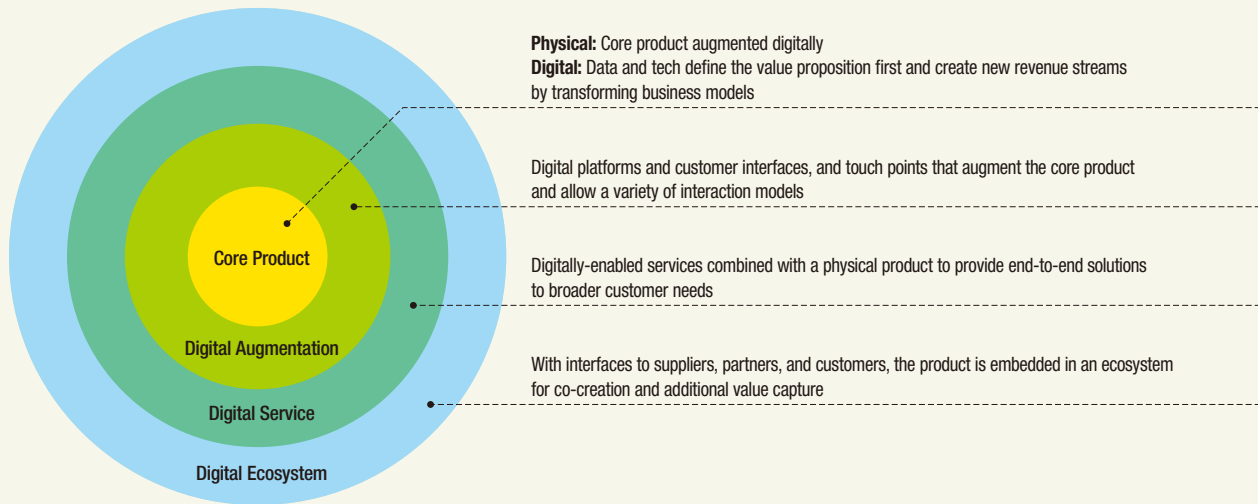 Physical: Core product augmented digitally
Digital: Data and tech define the value proposition first and create new revenue streams
by transforming business models
Digital platforms and customer interfaces, and touch points that augment the core product
and allow a variety of interaction models
Core Product
Digitally-enabled services combined with a physical product to provide end-to-end solutions
to broader customer needs
Digital Augmentation
With interfaces to suppliers, partners, and customers, the product is embedded in an ecosystem
for co-creation and additional value capture
Digital Service
Digital Ecosystem